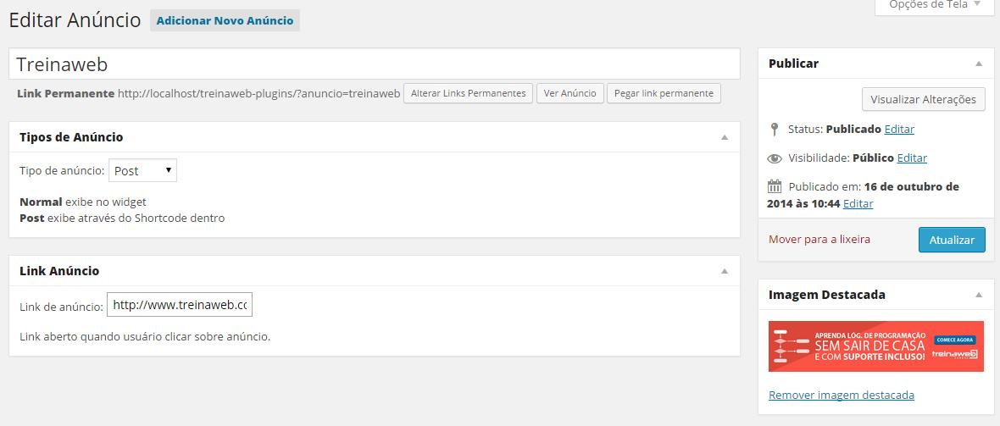 Opções de Tela
Editar Anúncio Adicionar Novo Anúncio
Treinaweb
Link Permanente http://localhost/treinaweb-plugins/?anuncio=treinaweb Alterar Links Permanentes Ver Anúncio Pegar link permanente
Tipos de Anúncio
Tipo de anúncio: Post
Normal exibe no widget
Post exibe através do Shortcode dentro
Link Anúncio
Link de anúncio: http://www.treinaweb.cc
Link aberto quando usuário clicar sobre anúncio.
Publicar
Visualizar Alterações
Status: Publicado Editar
Visibilidade: Público Editar
Publicado em: 16 de outubro de
2014 às 10:44 Editar
Mover para a lixeira Atualizar
Imagem Destacada
APRENDA LÓG. DE PROGRAMAÇÃO
SEM SAIR DE CASA
E COM SUPORTE INCLUSO!
COMECE AGORA
treinaweb
Remover imagem destacada